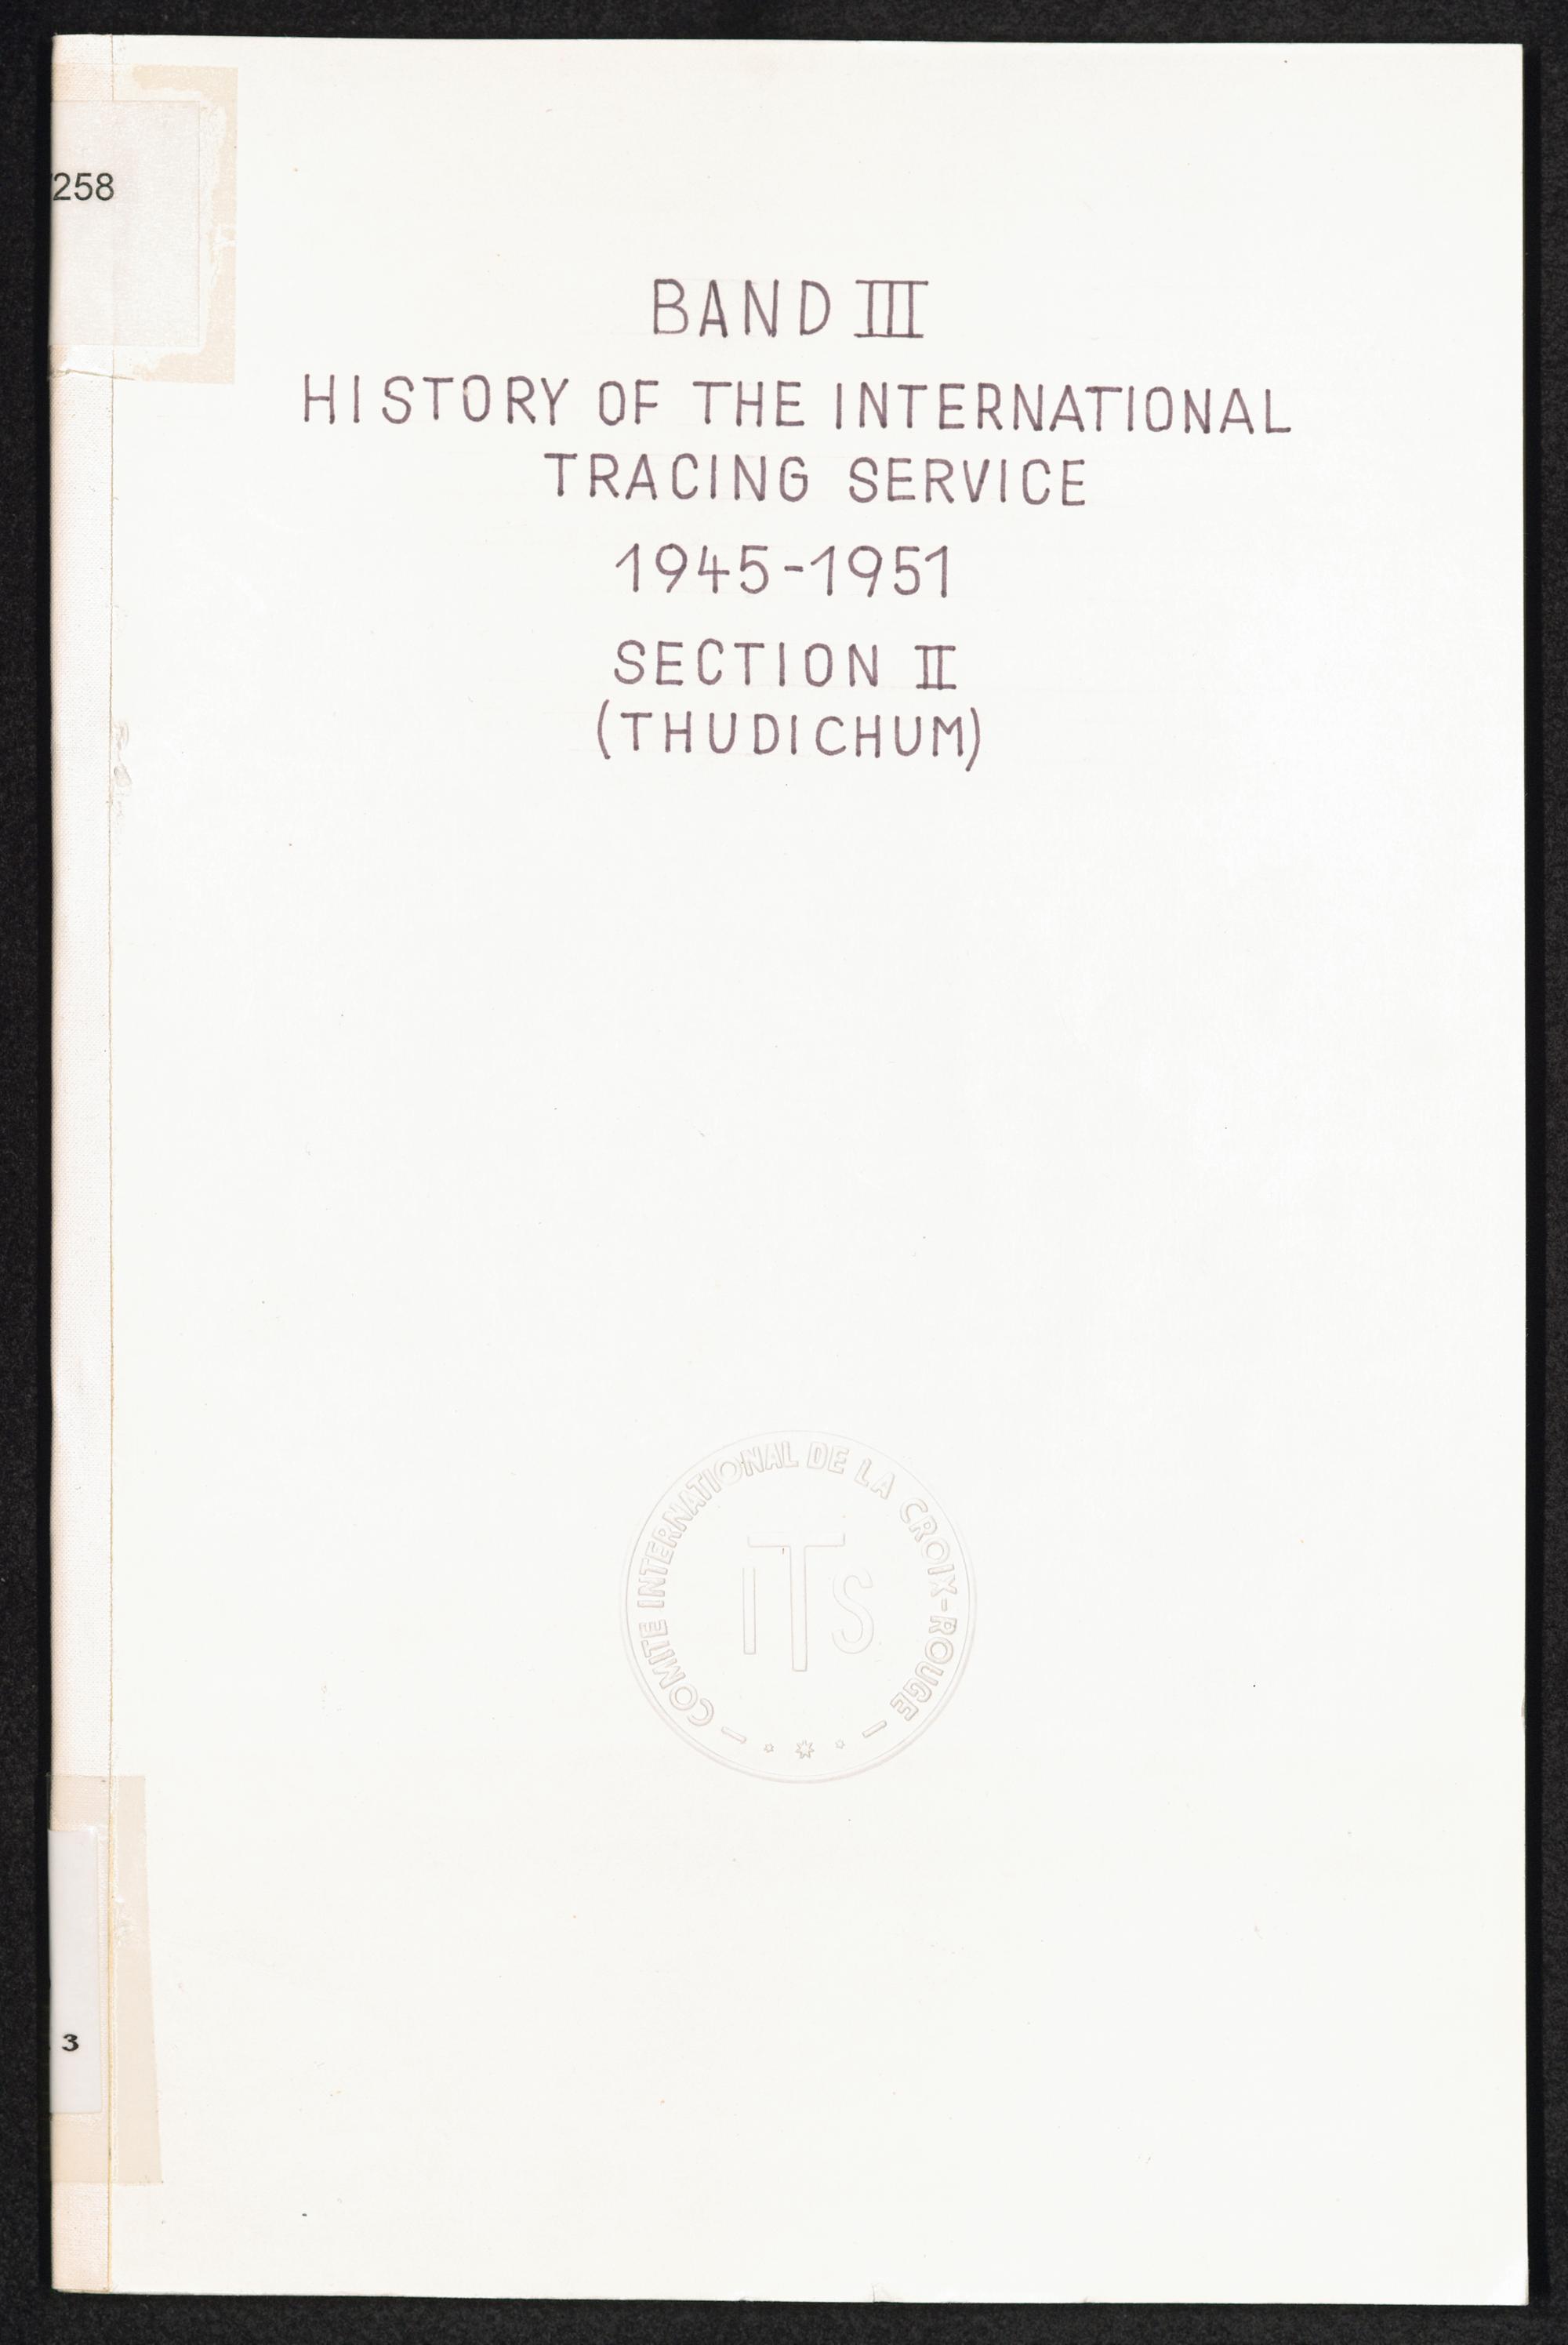 258
BAND III
HISTORY OF THE INTERNATIONAL
TRACING SERVICE
1945-1951
SECTION II
(THUDICHUM)
COMITE INTERNATIONAL DE LA CROIX-ROUGE
ITS
3